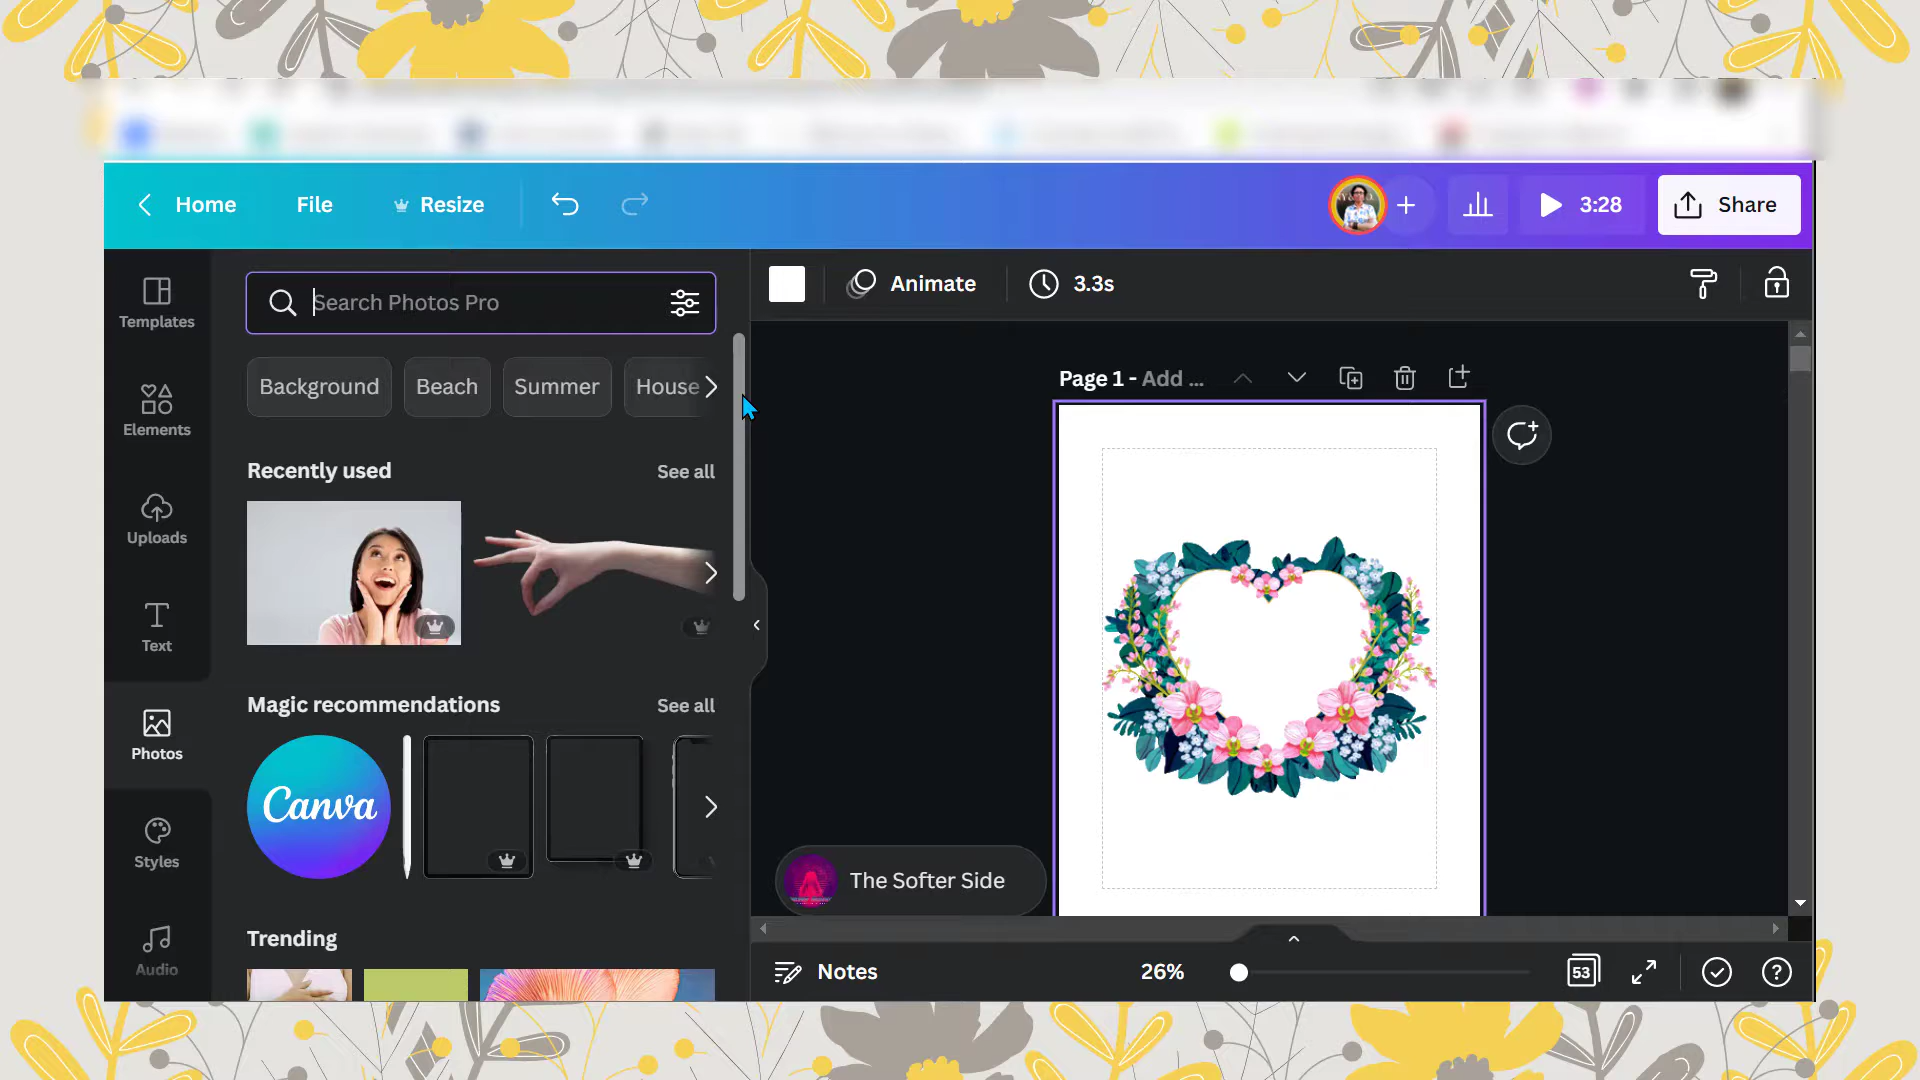 Home File Resize 3:28 Share
Templates
Elements
Uploads
Text
Photos
Styles
Audio
Search Photos Pro
Background Beach Summer House
Recently used See all
Magic recommendations See all
Canva
Trending
Animate 3.3s
Page 1 - Add ...
The Softer Side
Notes 26% 53